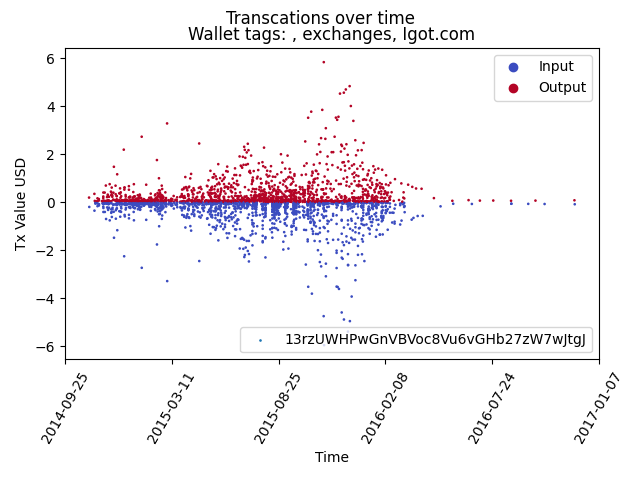 Transcations over time
Wallet tags: , exchanges, Igot.com
Input
Output
Tx Value USD
6
4
2
0
−2
−4
−6
13rzUWHPwGnVBVoc8Vu6vGHb27zW7wJtgJ
2014-09-25
2015-03-11
2015-08-25
2016-02-08
2016-07-24
2017-01-07
Time